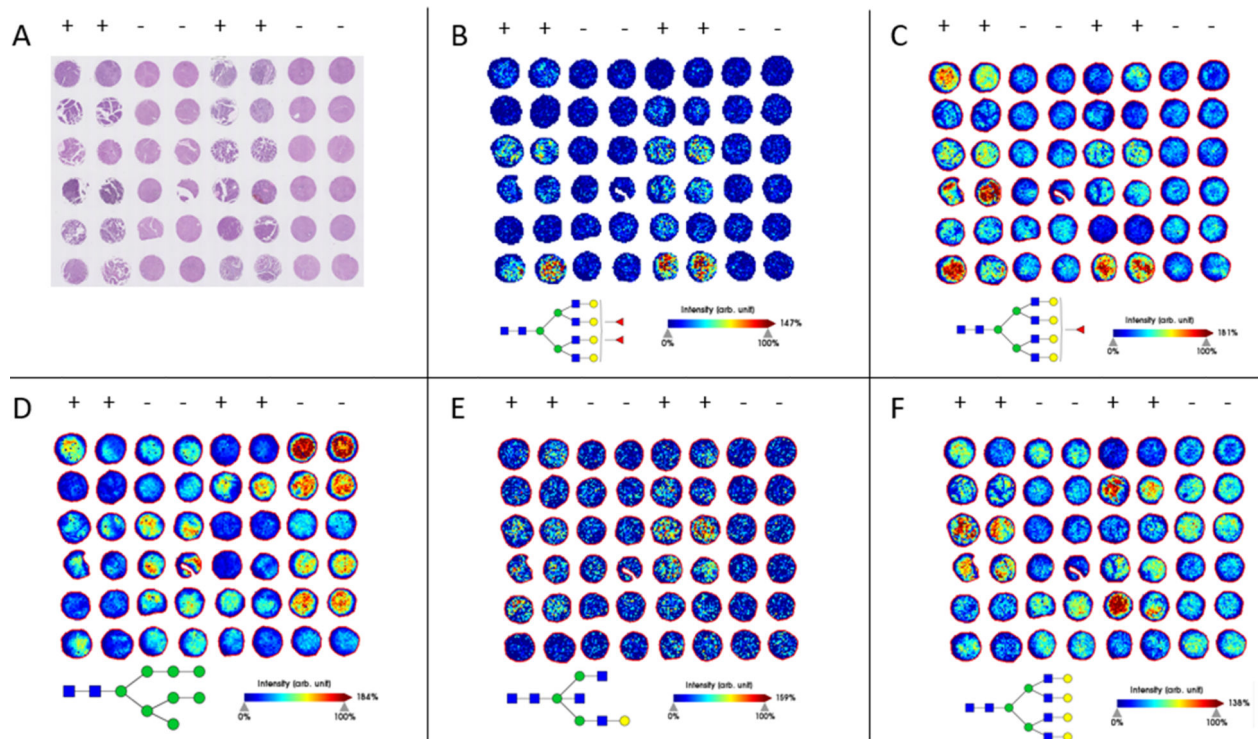 A + + - - + + - -
B + + - - + + - -
Intensity (arb. unit)
147%
0% 100%
C + + - - + + - -
Intensity (arb. unit)
181%
0% 100%
D + + - - + + - -
Intensity (arb. unit)
184%
0% 100%
E + + - - + + - -
Intensity (arb. unit)
159%
0% 100%
F + + - - + + - -
Intensity (arb. unit)
138%
0% 100%